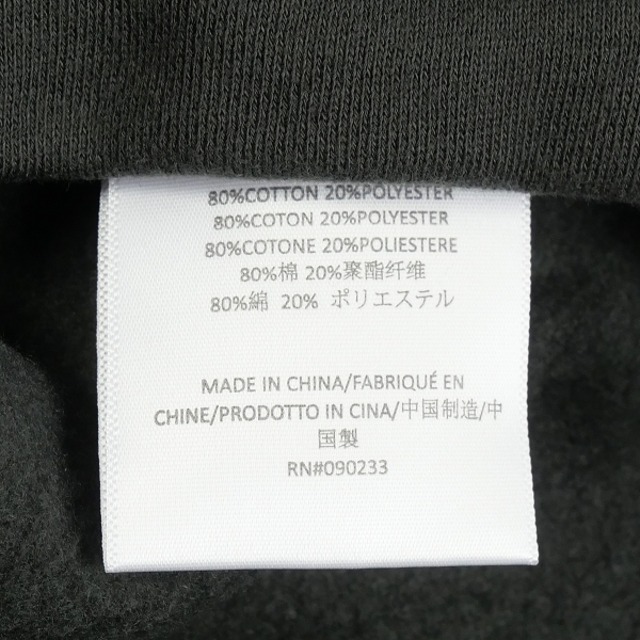 80%COTTON 20%POLYESTER
80%COTTON 20%POLYESTER
80%COTONE 20%POLIESTERE
80%棉 20%聚酯纤维
80%綿 20% ポリエステル
MADE IN CHINA/FABRIQUÉ EN
CHINE/PRODOTTO IN CINA/中国制造/中
国製
RN#090233